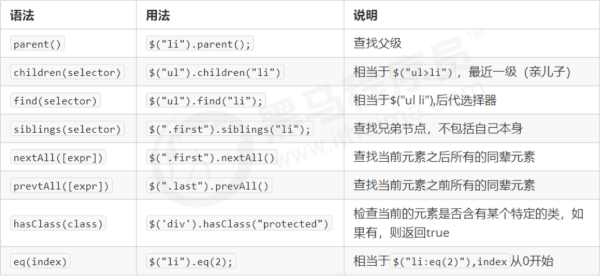 语法 用法 说明
parent() $("li").parent(); 查找父级
children(selector) $("ul").children("li") 相当于$("ul>li")，最近一级（亲儿子）
find(selector) $("ul").find("li"); 相当于$("ul li"),后代选择器
siblings(selector) $(".first").siblings("li"); 查找兄弟节点，不包括自己本身
nextAll([expr]) $(".first").nextAll() 查找当前元素之后所有的同辈元素
prevtAll([expr]) $(".last").prevAll() 查找当前元素之前所有的同辈元素
hasClass(class) $('div').hasClass("protected") 检查当前的元素是否含有某个特定的类，如
果有，则返回true
eq(index) $("li").eq(2); 相当于$("li:eq(2)"),index 从0开始
黑马程序员